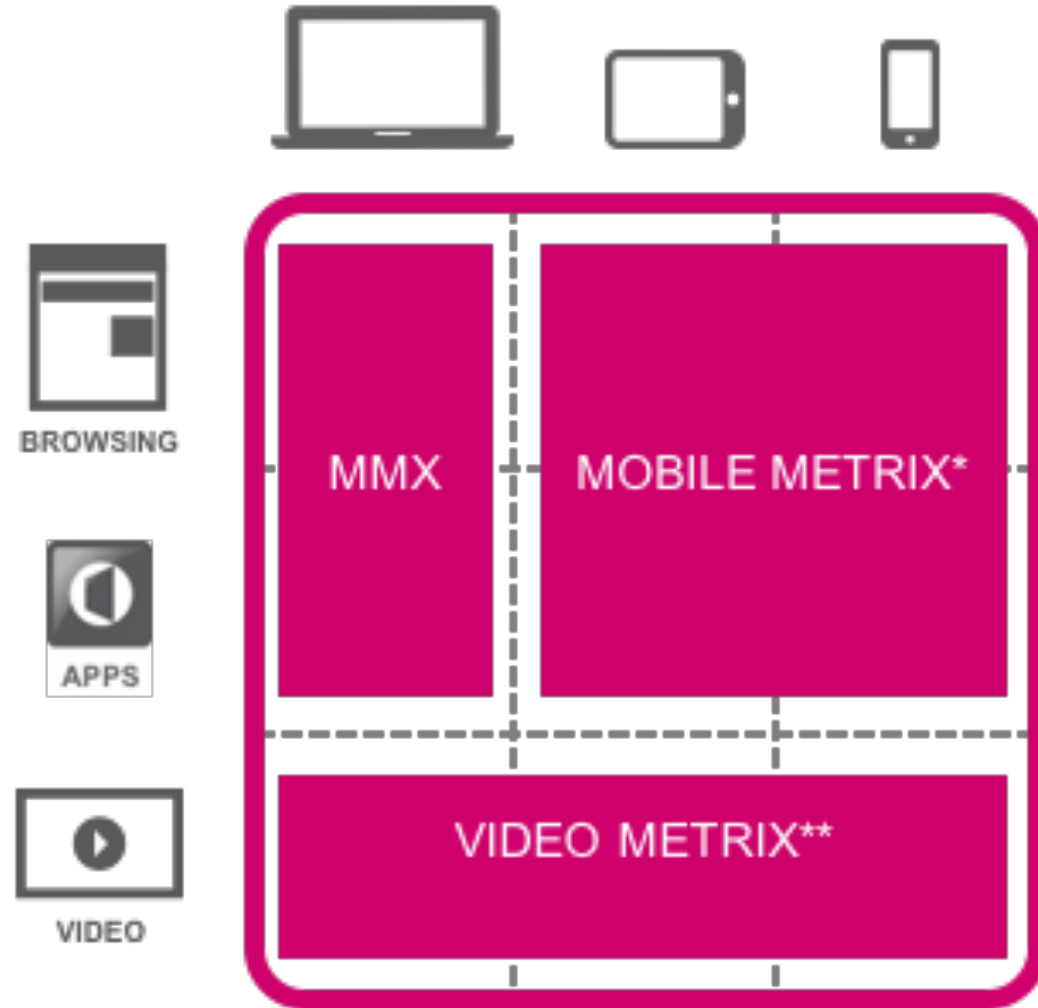 BROWSING
MMX
MOBILE METRIX*
APPS
VIDEO METRIX**
VIDEO